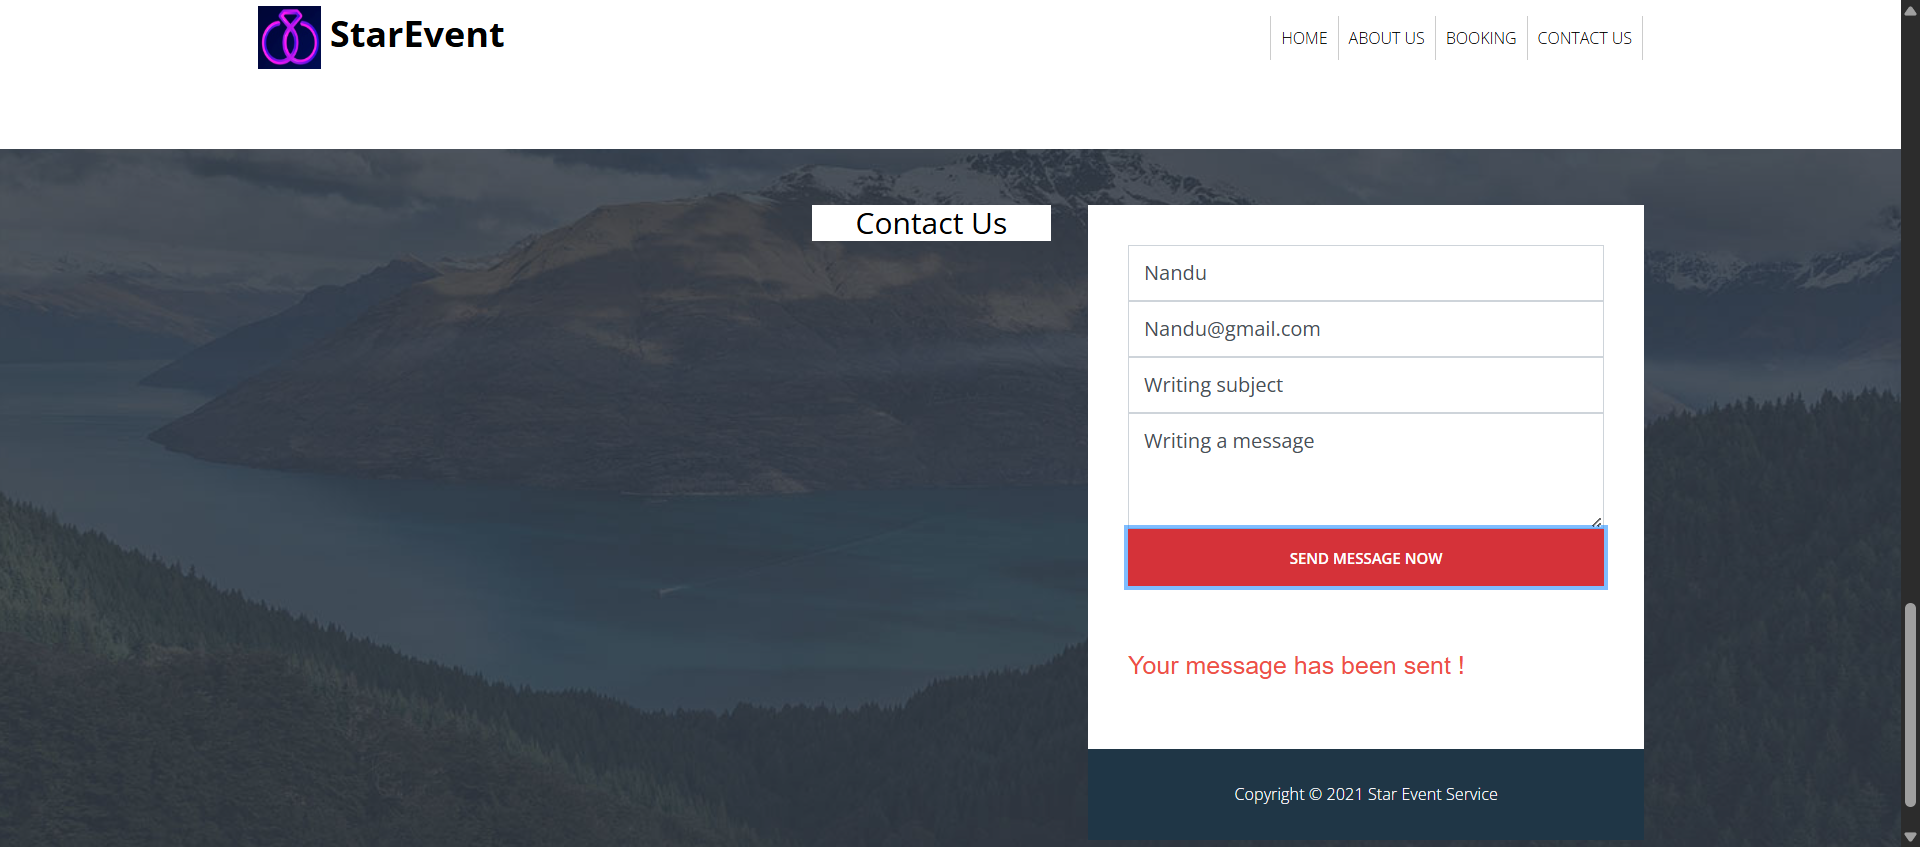 StarEvent
HOME
ABOUT US
BOOKING
CONTACT US
Contact Us
Nandu
Nandu@gmail.com
Writing subject
Writing a message
SEND MESSAGE NOW
Your message has been sent !
Copyright © 2021 Star Event Service